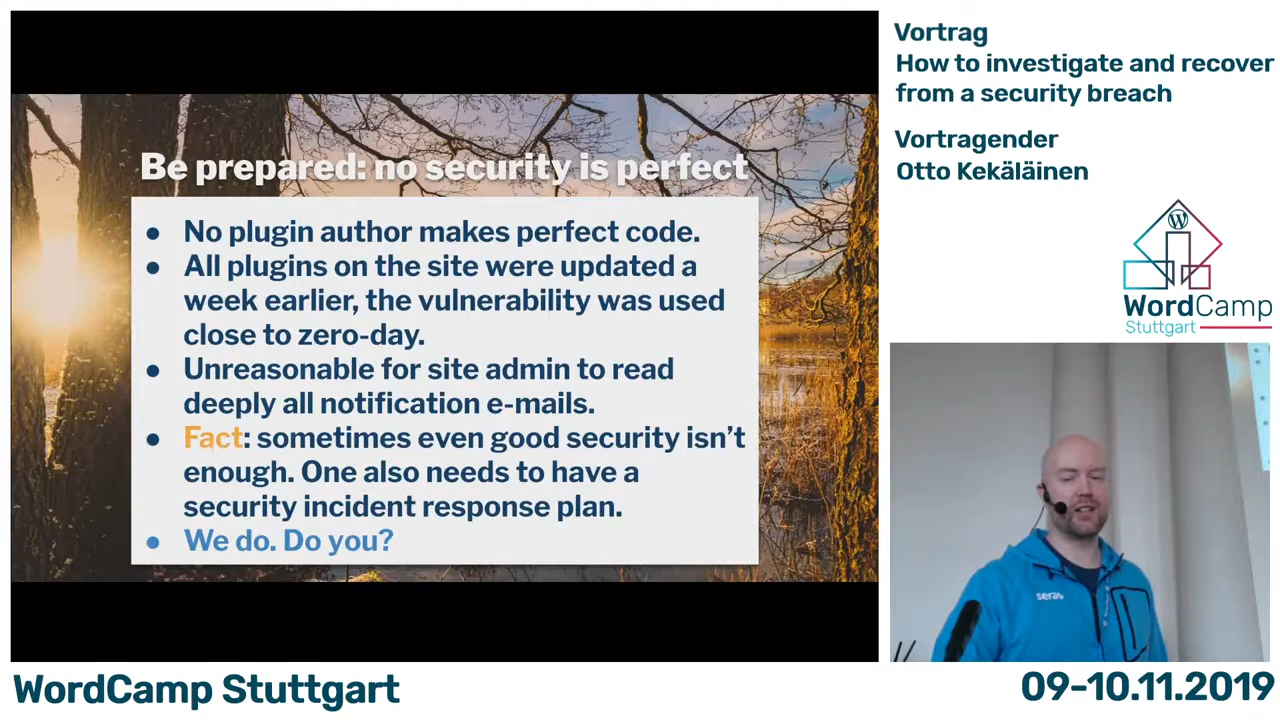 Vortrag
How to investigate and recover
from a security breach
Vortragender
Otto Kekäläinen
WordCamp
Stuttgart
Be prepared: no security is perfect
● No plugin author makes perfect code.
● All plugins on the site were updated a
week earlier, the vulnerability was used
close to zero-day.
● Unreasonable for site admin to read
deeply all notification e-mails.
● Fact: sometimes even good security isn’t
enough. One also needs to have a
security incident response plan.
● We do. Do you?
seravo
WordCamp Stuttgart
09-10.11.2019